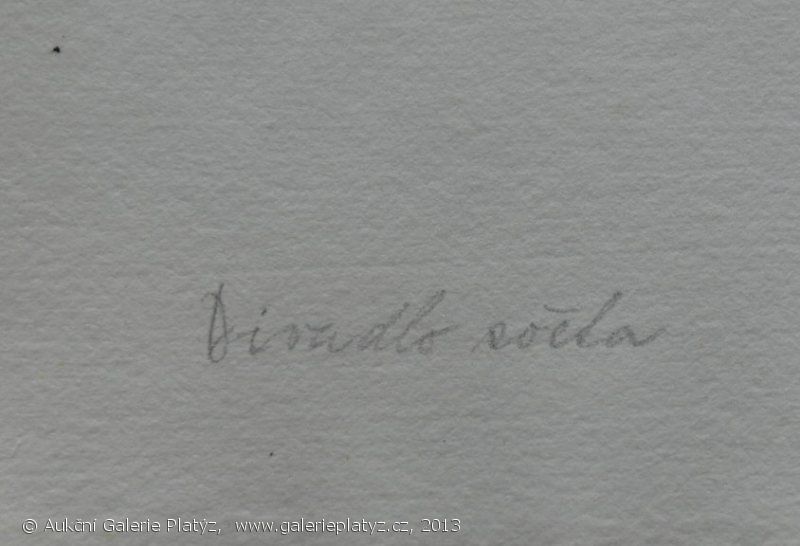 Divadlo světa
© Aukční Galerie Platýz, www.galerieplatyz.cz, 2013